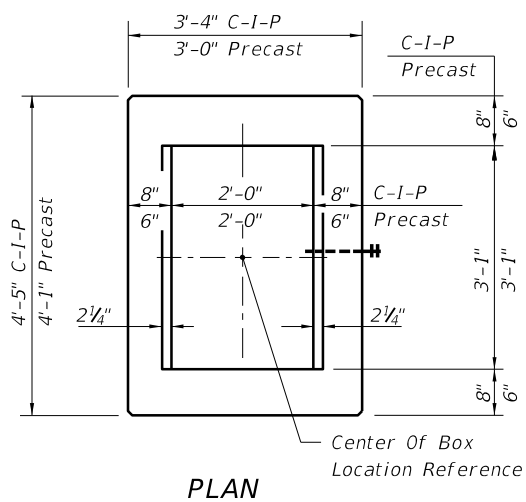 3'-4" C-I-P
3'-0" Precast
C-I-P
Precast
8"
6"
8"
2'-0"
8"
C-I-P
6"
2'-0"
6"
Precast
4'-5" C-I-P
4'-1" Precast
3'-1"
3'-1"
2¼"
2¼"
8"
6"
Center Of Box
Location Reference
PLAN